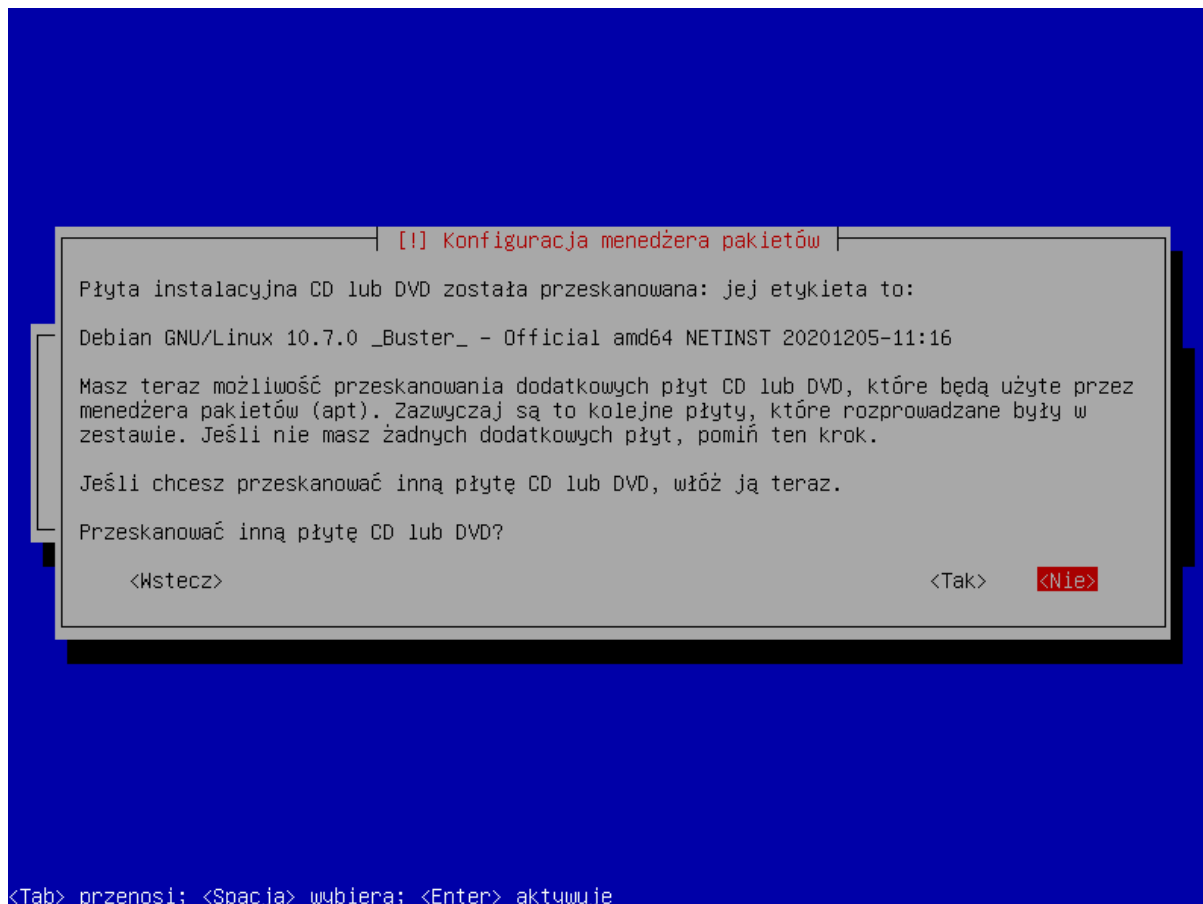 [!] Konfiguracja menedżera pakietów
Płyta instalacyjna CD lub DVD została przeskanowana: jej etykieta to:
Debian GNU/Linux 10.7.0 _Buster_ - Official amd64 NETINST 20201205-11:16
Masz teraz możliwość przeskanowania dodatkowych płyt CD lub DVD, które będą użyte przez
menedżera pakietów (apt). Zazwyczaj są to kolejne płyty, które rozprowadzane były w
zestawie. Jeśli nie masz żadnych dodatkowych płyt, pomiń ten krok.
Jeśli chcesz przeskanować inną płytę CD lub DVD, włóż ją teraz.
Przeskanować inną płytę CD lub DVD?
<Wstecz> <Tak> <Nie>
<Tab> przenosi; <Spacja> wybiera; <Enter> aktywuje